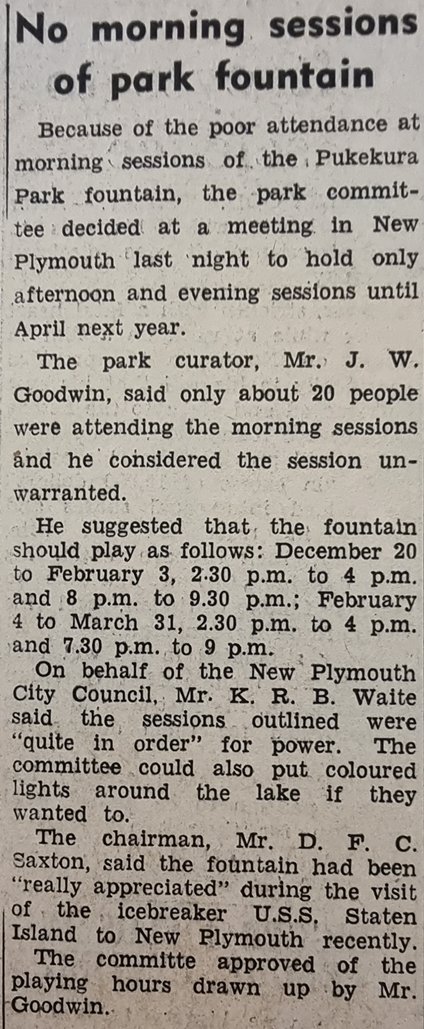 No morning sessions
of park fountain
Because of the poor attendance at
morning sessions of the Pukekura
Park fountain, the park commit-
tee decided at a meeting in New
Plymouth last night to hold only
afternoon and evening sessions until
April next year.
The park curator, Mr. J. W.
Goodwin, said only about 20 people
were attending the morning sessions
and he considered the session un-
warranted.
He suggested that the fountain
should play as follows: December 20
to February 3, 2.30 p.m. to 4 p.m.
and 8 p.m. to 9.30 p.m.; February
4 to March 31, 2.30 p.m. to 4 p.m.
and 7.30 p.m. to 9 p.m.
On behalf of the New Plymouth
City Council, Mr. K. R. B. Waite
said the sessions outlined were
"quite in order" for power. The
committee could also put coloured
lights around the lake if they
wanted to.
The chairman, Mr. D. F. C.
Saxton, said the fountain had been
"really appreciated" during the visit
of the icebreaker U.S.S. Staten
Island to New Plymouth recently.
The committe approved of the
playing hours drawn up by Mr.
Goodwin.